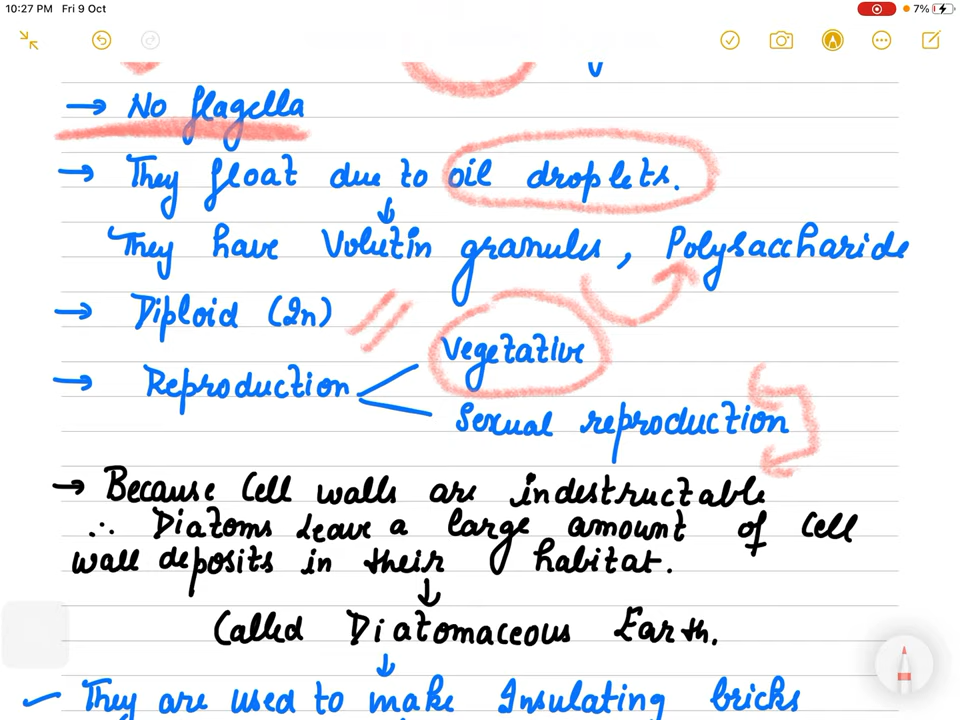 10:27 PM Fri 9 Oct
7%
→ No flagella
→ They float due to oil droplets.
↓
They have Volutin granules, Polysaccharide
→ Diploid (2n)
Vegetative
→ Reproduction
Sexual reproduction
→ Because Cell walls are indestructable
∴ Diatoms leave a large amount of cell
wall deposits in their habitat.
↓
Called Diatomaceous Earth.
↓
✓ They are used to make Insulating bricks